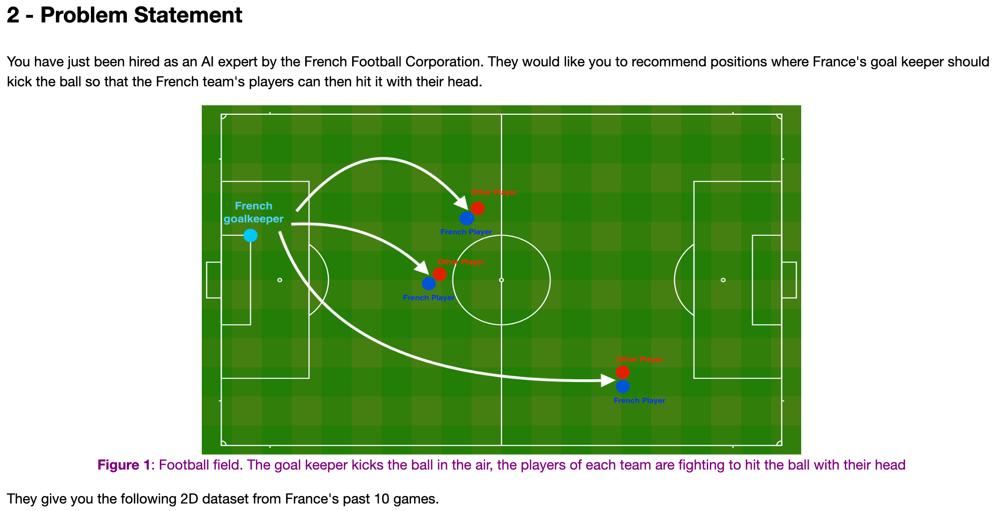 2 - Problem Statement
You have just been hired as an AI expert by the French Football Corporation. They would like you to recommend positions where France's goal keeper should
kick the ball so that the French team's players can then hit it with their head.
Other Player
French
goalkeeper
French Player
Other Player
French Player
Other Player
French Player
Figure 1: Football field. The goal keeper kicks the ball in the air, the players of each team are fighting to hit the ball with their head
They give you the following 2D dataset from France's past 10 games.